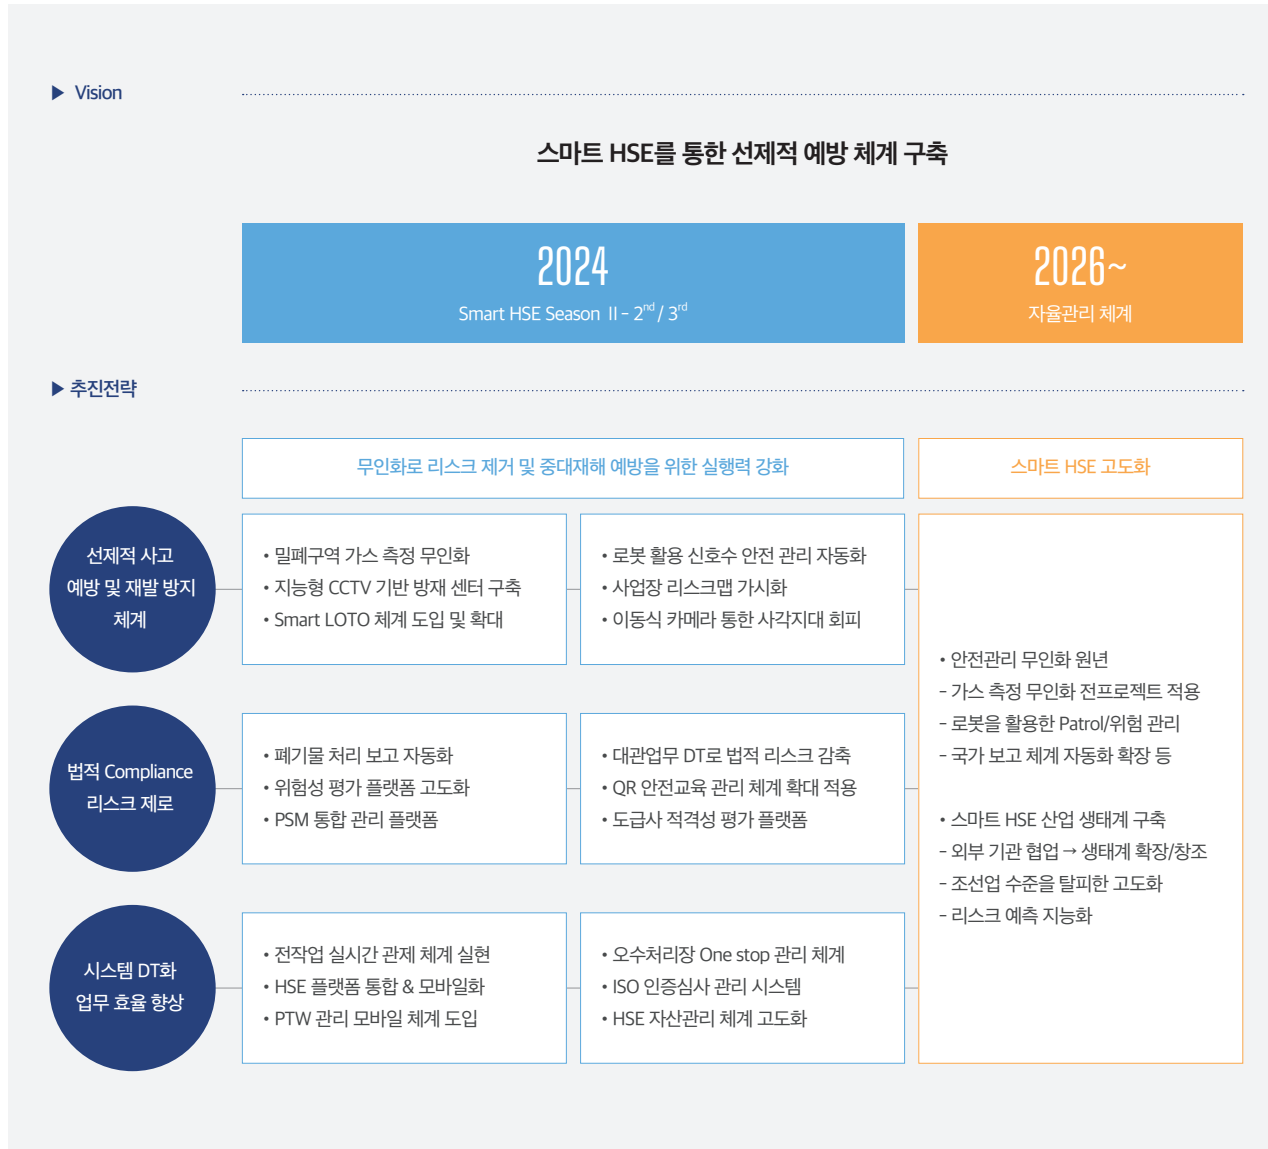 ▶ Vision
스마트 HSE를 통한 선제적 예방 체계 구축
2024
Smart HSE Season II - 2nd / 3rd
2026~
자율관리 체계
▶ 추진전략
무인화로 리스크 제거 및 중대재해 예방을 위한 실행력 강화
스마트 HSE 고도화
선제적 사고
예방 및 재발 방지
체계
• 밀폐구역 가스 측정 무인화
• 지능형 CCTV 기반 방재 센터 구축
• Smart LOTO 체계 도입 및 확대
• 로봇 활용 신호수 안전 관리 자동화
• 사업장 리스크맵 가시화
• 이동식 카메라 통한 사각지대 회피
법적 Compliance
리스크 제로
• 폐기물 처리 보고 자동화
• 위험성 평가 플랫폼 고도화
• PSM 통합 관리 플랫폼
• 대관업무 DT로 법적 리스크 감축
• QR 안전교육 관리 체계 확대 적용
• 도급사 적격성 평가 플랫폼
시스템 DT화
업무 효율 향상
• 전작업 실시간 관제 체계 실현
• HSE 플랫폼 통합 & 모바일화
• PTW 관리 모바일 체계 도입
• 오수처리장 One stop 관리 체계
• ISO 인증심사 관리 시스템
• HSE 자산관리 체계 고도화
• 안전관리 무인화 원년
- 가스 측정 무인화 전프로젝트 적용
- 로봇을 활용한 Patrol/위험 관리
- 국가 보고 체계 자동화 확장 등
• 스마트 HSE 산업 생태계 구축
- 외부 기관 협업 → 생태계 확장/창조
- 조선업 수준을 탈피한 고도화
- 리스크 예측 지능화